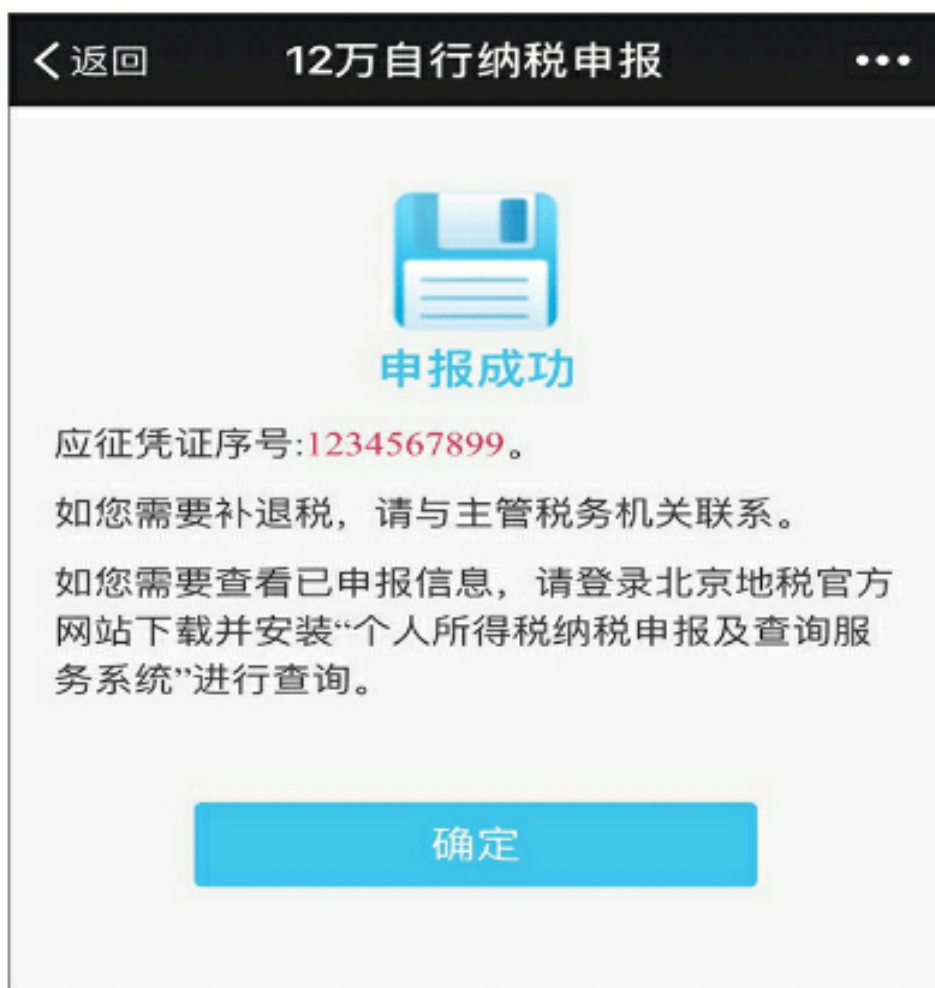 返回 12万自行纳税申报
申报成功
应征凭证序号:1234567899。
如您需要补退税，请与主管税务机关联系。
如您需要查看已申报信息，请登录北京地税官方
网站下载并安装“个人所得税纳税申报及查询服
务系统”进行查询。
确定